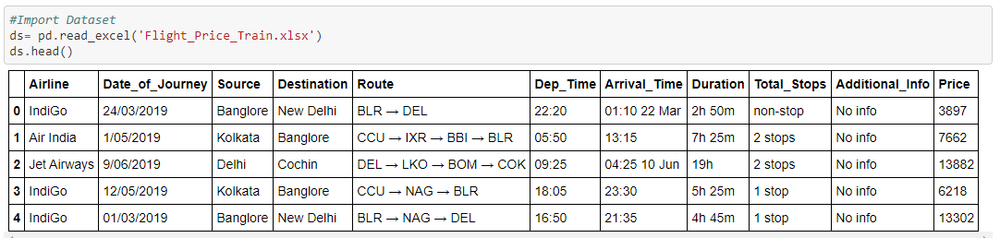 #Import Dataset
ds= pd.read_excel('Flight_Price_Train.xlsx')
ds.head()
Airline Date_of_Journey Source Destination Route Dep_Time Arrival_Time Duration Total_Stops Additional_Info Price
0 IndiGo 24/03/2019 Banglore New Delhi BLR → DEL 22:20 01:10 22 Mar 2h 50m non-stop No info 3897
1 Air India 1/05/2019 Kolkata Banglore CCU → IXR → BBI → BLR 05:50 13:15 7h 25m 2 stops No info 7662
2 Jet Airways 9/06/2019 Delhi Cochin DEL → LKO → BOM → COK 09:25 04:25 10 Jun 19h 2 stops No info 13882
3 IndiGo 12/05/2019 Kolkata Banglore CCU → NAG → BLR 18:05 23:30 5h 25m 1 stop No info 6218
4 IndiGo 01/03/2019 Banglore New Delhi BLR → NAG → DEL 16:50 21:35 4h 45m 1 stop No info 13302